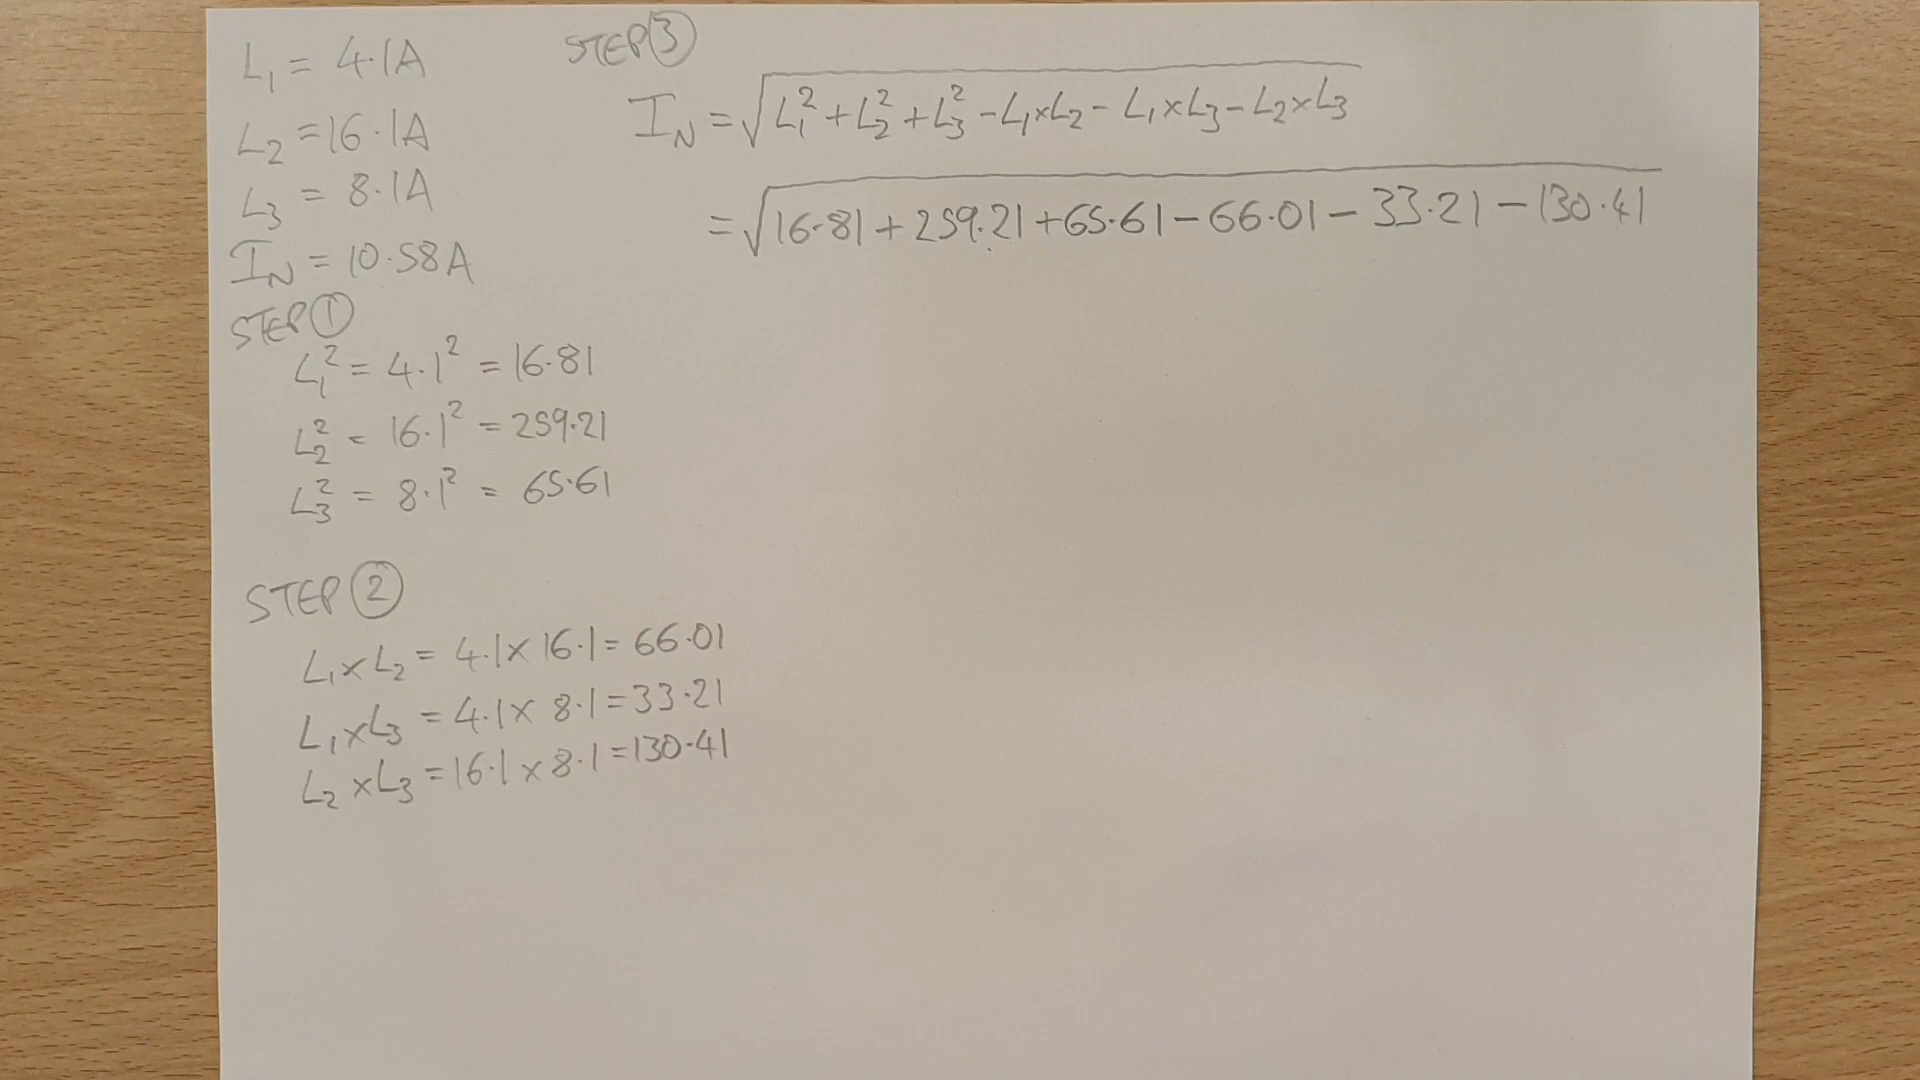 L₁ = 4.1A
L₂ = 16.1A
L₃ = 8.1A
I_N = 10.58A
STEP ①
L₁² = 4.1² = 16.81
L₂² = 16.1² = 259.21
L₃² = 8.1² = 65.61
STEP ②
L₁ × L₂ = 4.1 × 16.1 = 66.01
L₁ × L₃ = 4.1 × 8.1 = 33.21
L₂ × L₃ = 16.1 × 8.1 = 130.41
STEP ③
I_N = √(L₁² + L₂² + L₃² - L₁ × L₂ - L₁ × L₃ - L₂ × L₃)
= √(16.81 + 259.21 + 65.61 - 66.01 - 33.21 - 130.41)